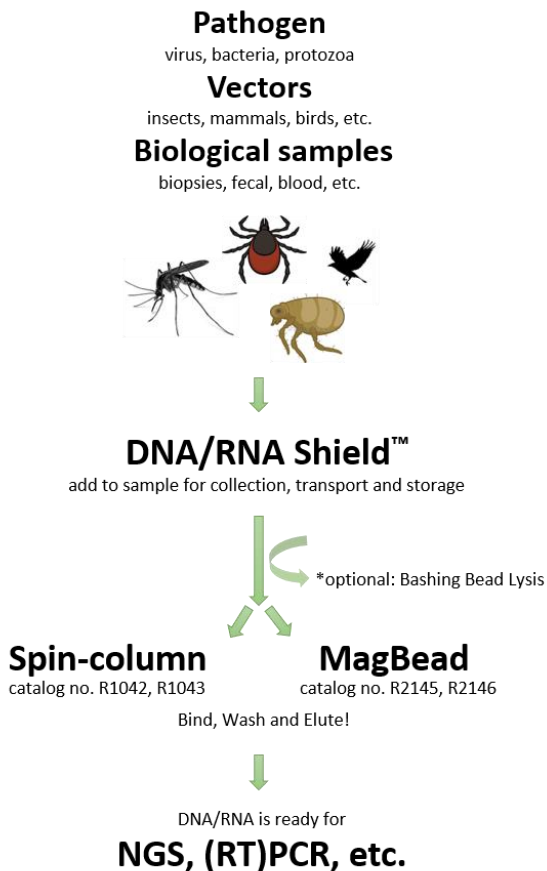 Pathogen
virus, bacteria, protozoa
Vectors
insects, mammals, birds, etc.
Biological samples
biopsies, fecal, blood, etc.
DNA/RNA Shield™
add to sample for collection, transport and storage
*optional: Bashing Bead Lysis
Spin-column
catalog no. R1042, R1043
MagBead
catalog no. R2145, R2146
Bind, Wash and Elute!
DNA/RNA is ready for
NGS, (RT)PCR, etc.